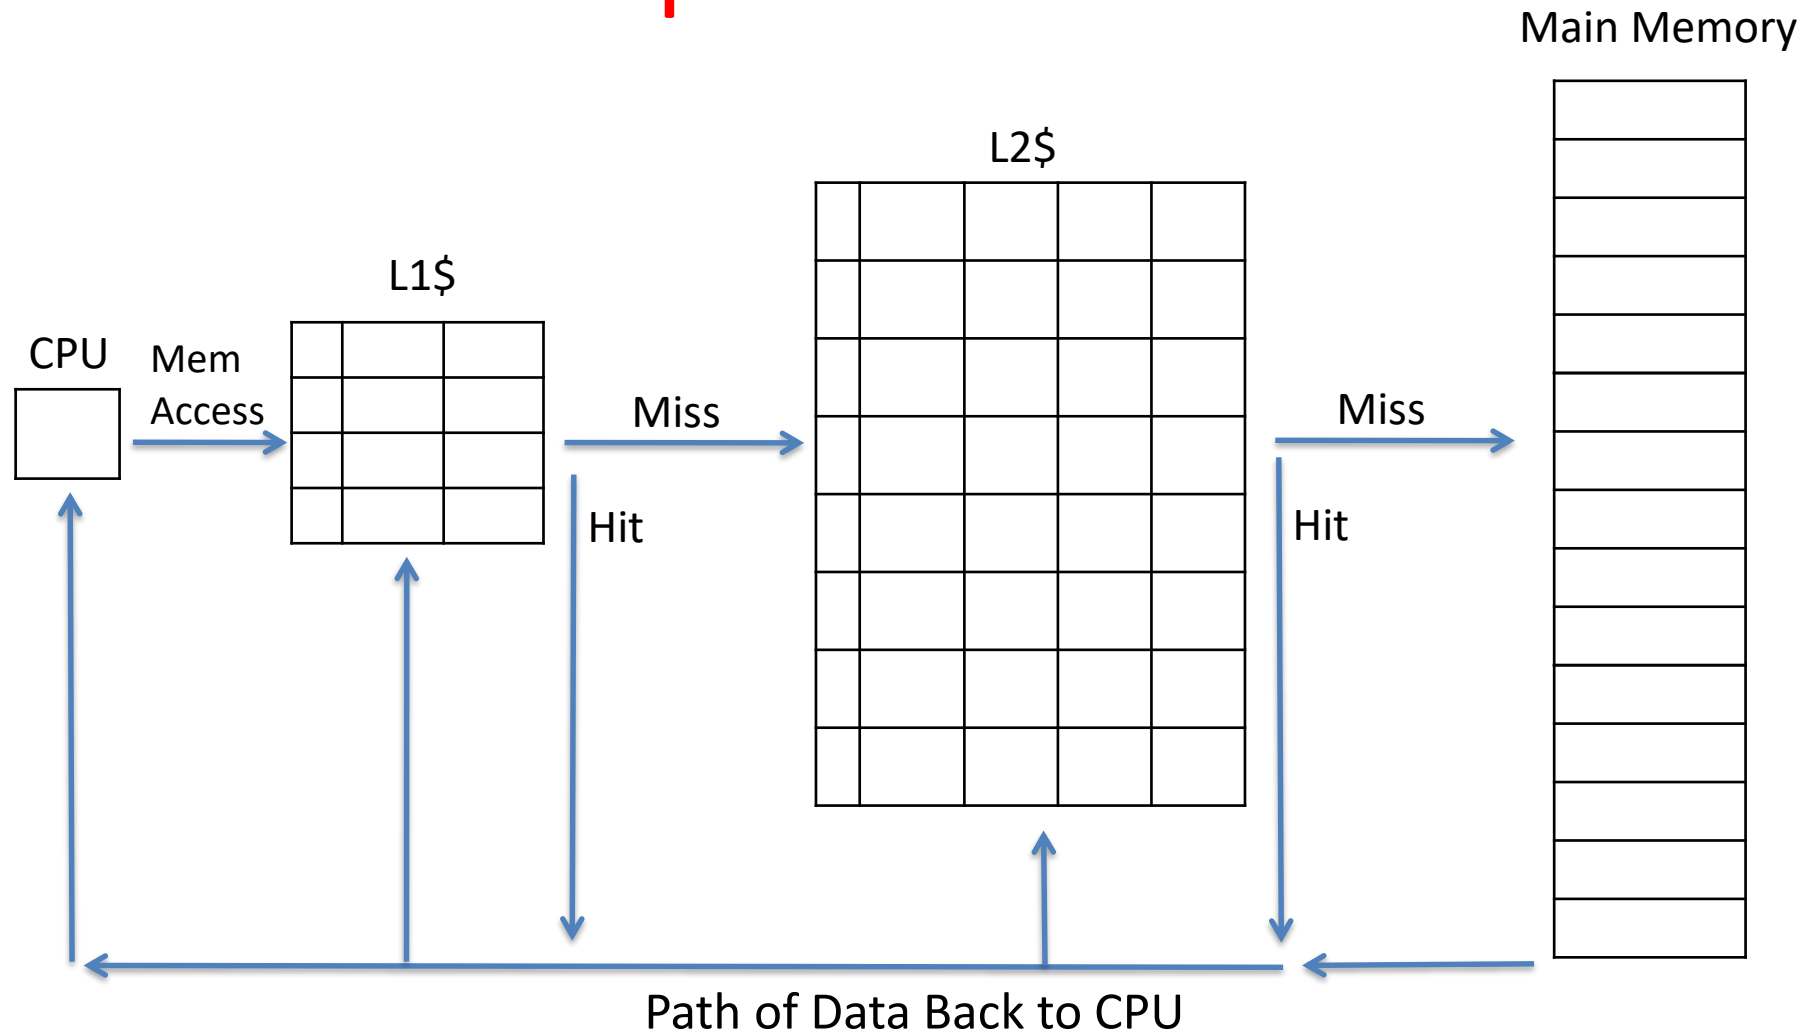 Main Memory
L2$
L1$
CPU
Mem
Access
Miss
Miss
Hit
Hit
Path of Data Back to CPU